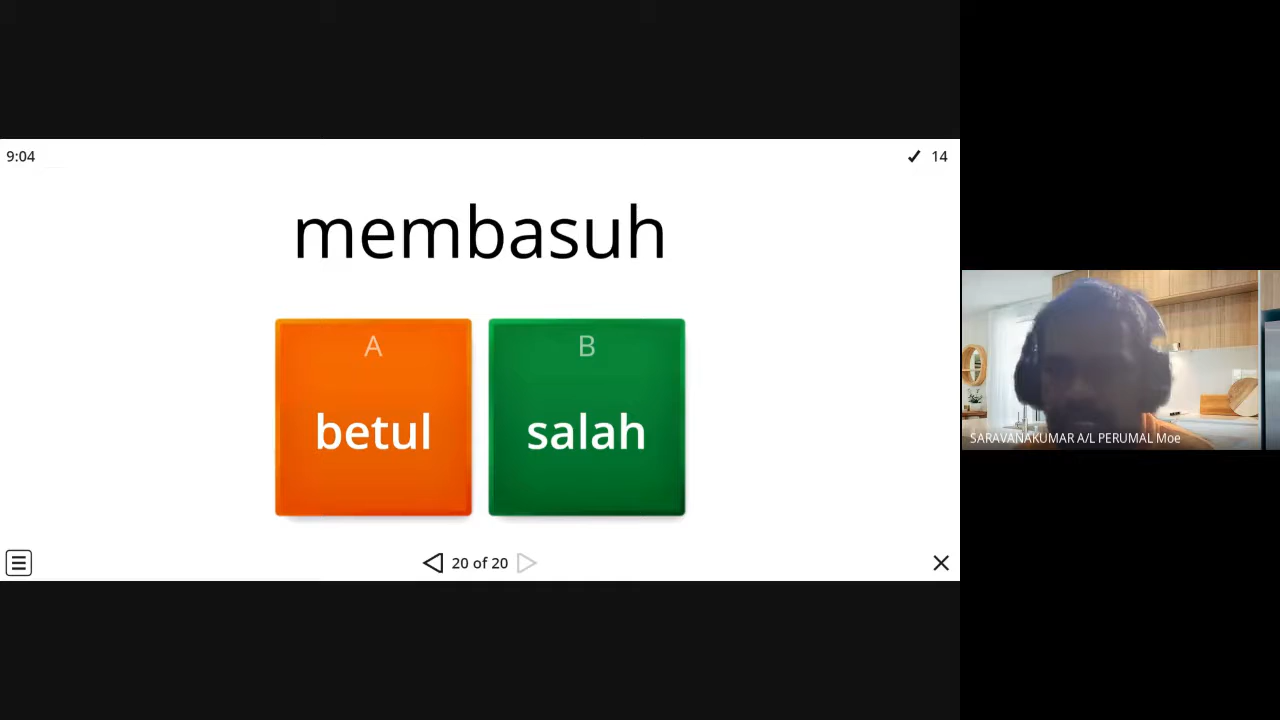 9:04
14
membasuh
A
betul
B
salah
20 of 20
SARAVANAKUMAR A/L PERUMAL Moe